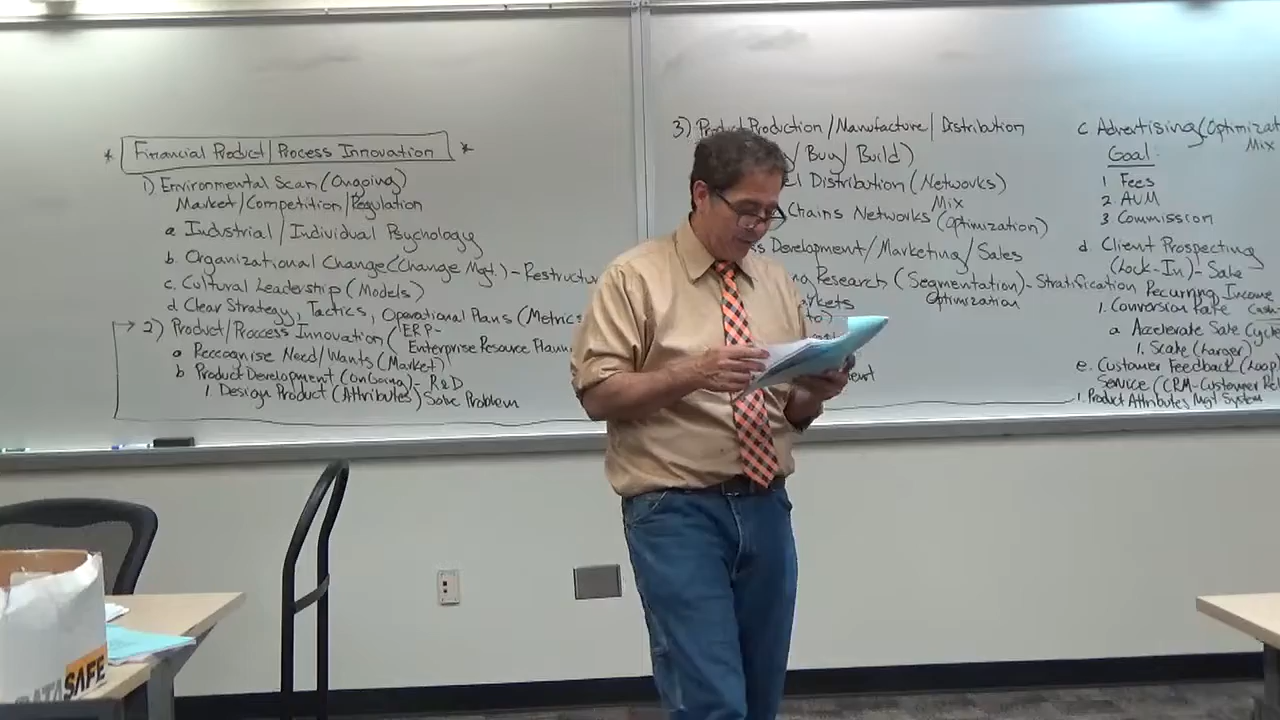 * Financial Product/Process Innovation *
1) Environmental Scan (Ongoing)
Market/Competition/Regulation
a Industrial/Individual Psychology
b. Organizational Change (Change Mgt.) - Restructu
c. Cultural Leadership (Models)
d Clear Strategy, Tactics, Operational Plans (Metrics
2) Product/Process Innovation (ERP-
Enterprise Resource Plann
a Reccognise Need/Wants (Market)
b Product Development (OnGoing) - R&D
1. Design Product (Attributes) Solve Problem
3) Product Production/Manufacture/Distribution
/Buy/Build)
Distribution (Networks)
Mix
Chains Networks (Optimization)
s Development/Marketing/Sales
Research (Segmentation) - Stratification
Optimization
c Advertising (Optimizat
Mix
Goal:
1 Fees
2 AUM
3 Commission
d Client Prospecting
(Lock-In) - Sale
Recurring Income
1. Conversion Rate Cash
a Accelerate Sale (Cycl
1. Scale (Larger)
e. Customer Feedback (Loop
Service (CRM-Customer Rel
1. Product Attributes Mgt System
DATASAFE